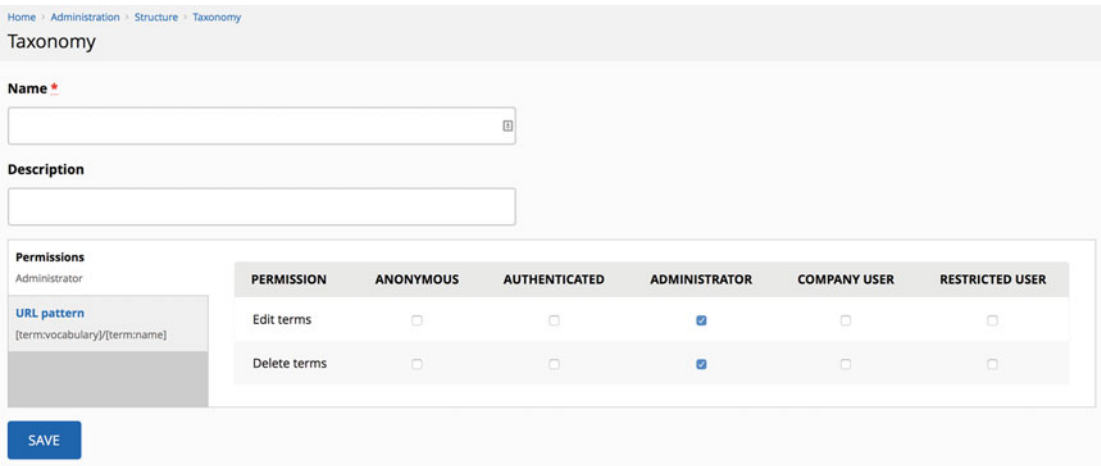 Home › Administration › Structure › Taxonomy
Taxonomy
Name *
Description
Permissions
Administrator
URL pattern
[term:vocabulary]/[term:name]
PERMISSION ANONYMOUS AUTHENTICATED ADMINISTRATOR COMPANY USER RESTRICTED USER
Edit terms
Delete terms
SAVE